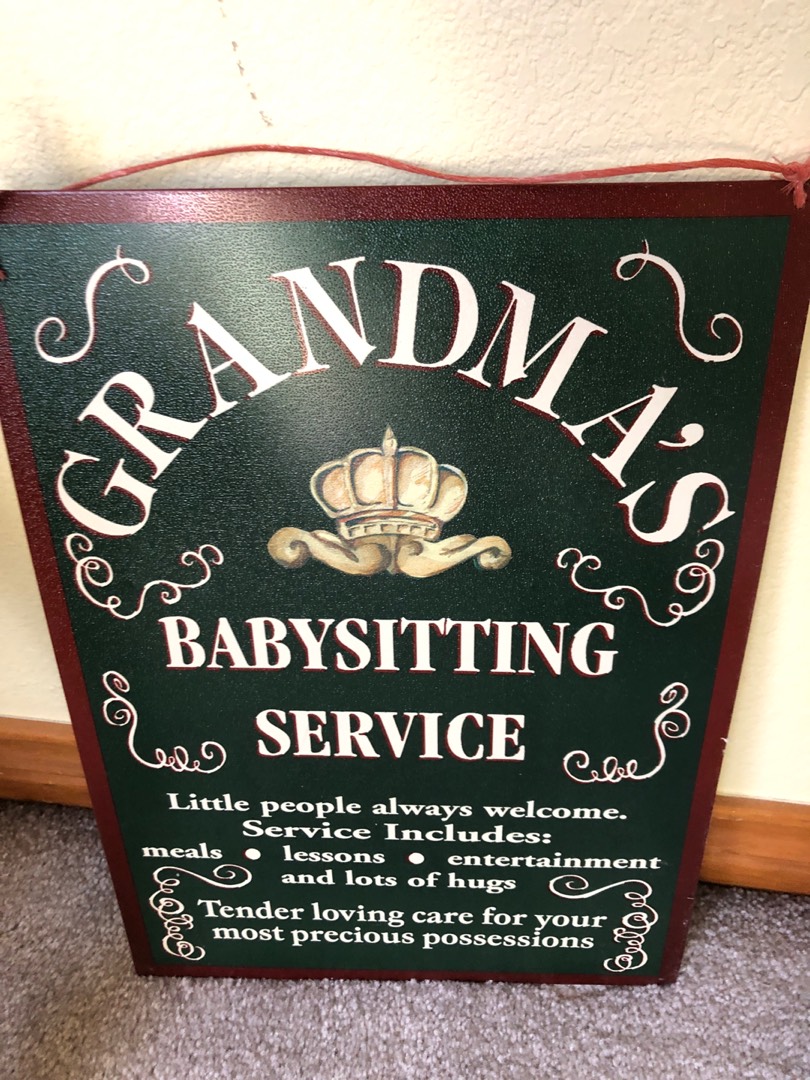 GRANDMA'S
BABYSITTING
SERVICE
Little people always welcome.
Service Includes:
meals • lessons • entertainment
and lots of hugs
Tender loving care for your
most precious possessions